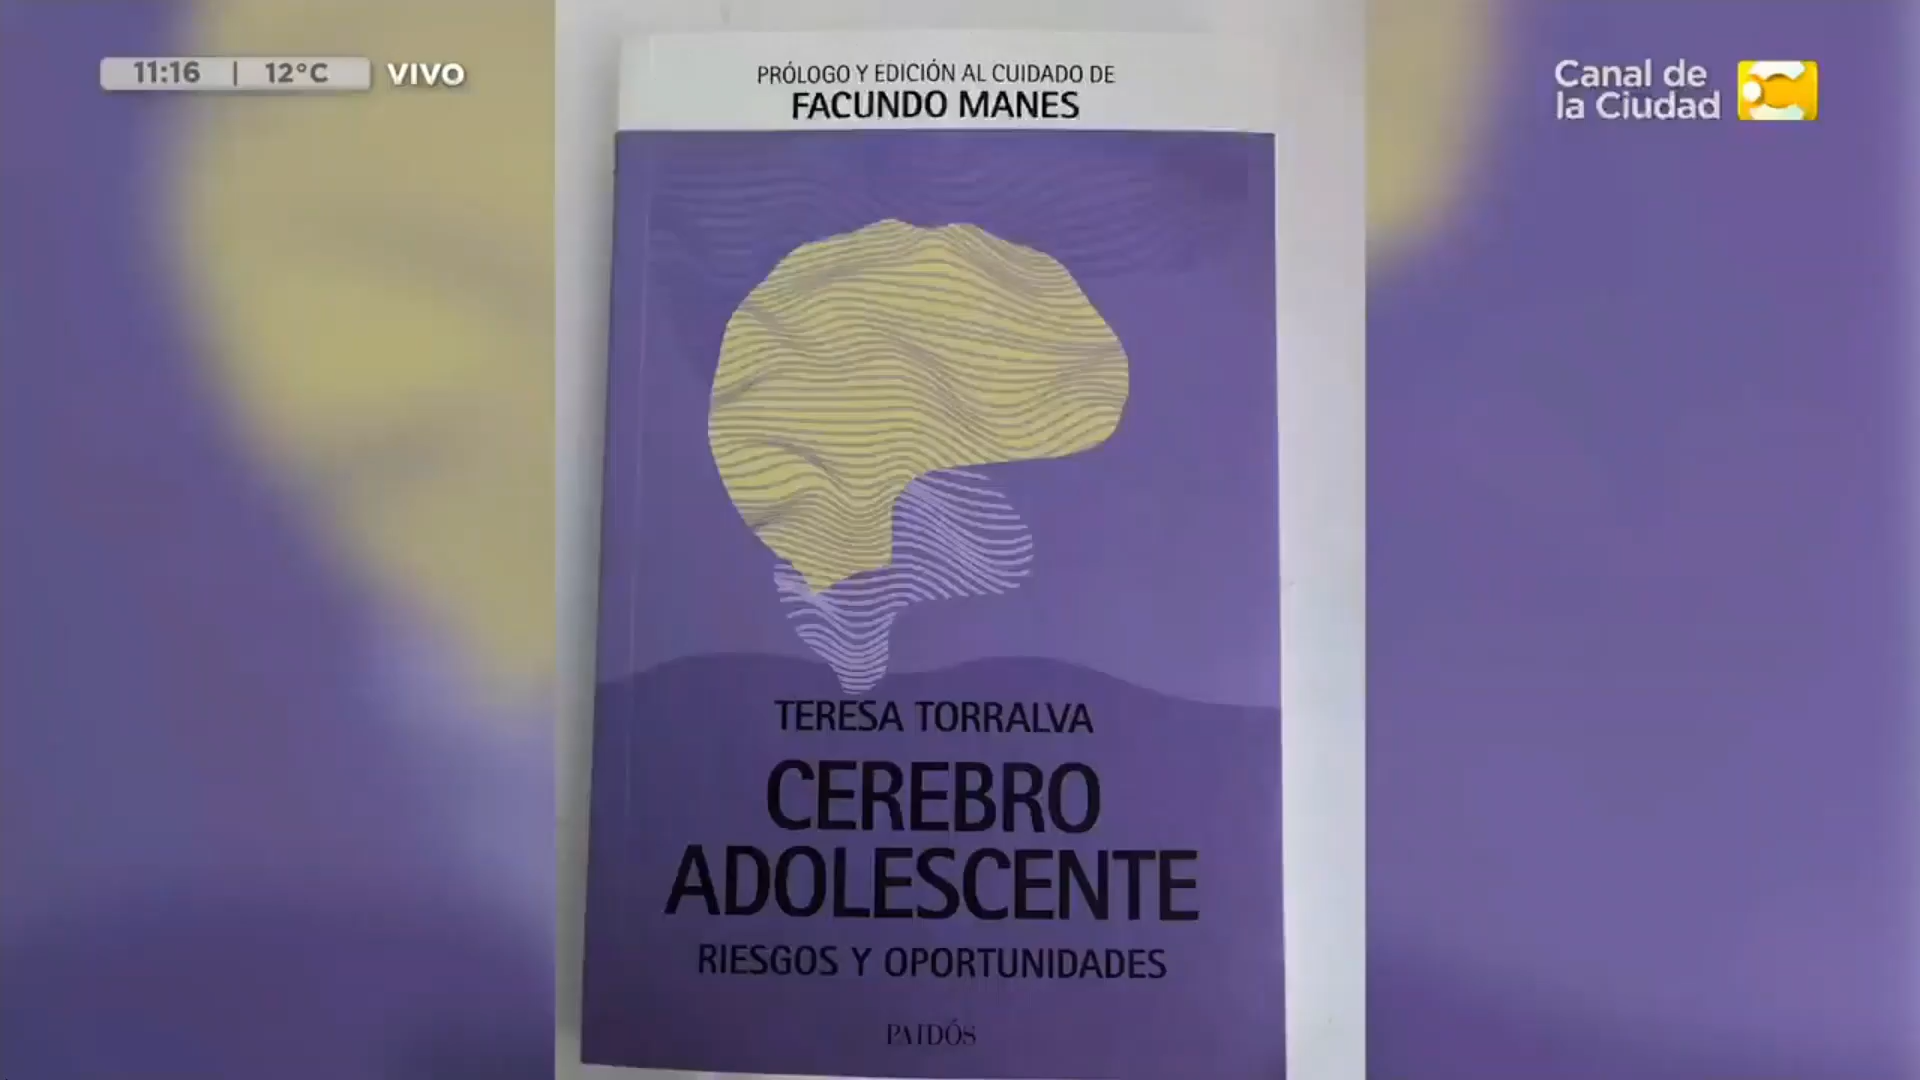 11:16 | 12°C VIVO
Canal de
la Ciudad
PRÓLOGO Y EDICIÓN AL CUIDADO DE
FACUNDO MANES
TERESA TORRALVA
CEREBRO
ADOLESCENTE
RIESGOS Y OPORTUNIDADES
PAIDÓS